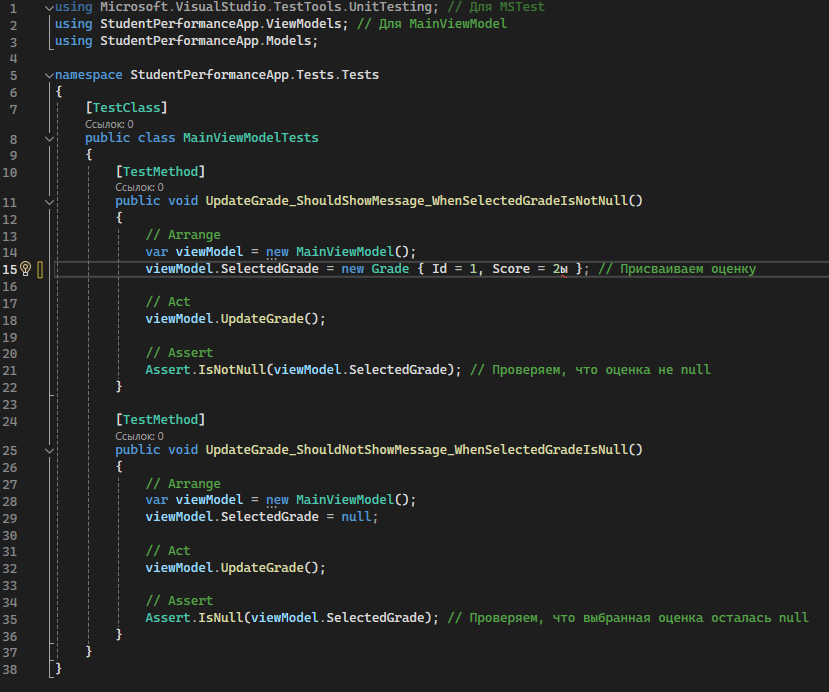 1 using Microsoft.VisualStudio.TestTools.UnitTesting; // Для MSTest
2 using StudentPerformanceApp.ViewModels; // Для MainViewModel
3 using StudentPerformanceApp.Models;
4
5 namespace StudentPerformanceApp.Tests.Tests
6 {
7 [TestClass]
Ссылок: 0
8 public class MainViewModelTests
9 {
10 [TestMethod]
Ссылок: 0
11 public void UpdateGrade_ShouldShowMessage_WhenSelectedGradeIsNotNull()
12 {
13 // Arrange
14 var viewModel = new MainViewModel();
15 viewModel.SelectedGrade = new Grade { Id = 1, Score = 2ы }; // Присваиваем оценку
16
17 // Act
18 viewModel.UpdateGrade();
19
20 // Assert
21 Assert.IsNotNull(viewModel.SelectedGrade); // Проверяем, что оценка не null
22 }
23
24 [TestMethod]
Ссылок: 0
25 public void UpdateGrade_ShouldNotShowMessage_WhenSelectedGradeIsNull()
26 {
27 // Arrange
28 var viewModel = new MainViewModel();
29 viewModel.SelectedGrade = null;
30
31 // Act
32 viewModel.UpdateGrade();
33
34 // Assert
35 Assert.IsNull(viewModel.SelectedGrade); // Проверяем, что выбранная оценка осталась null
36 }
37 }
38 }